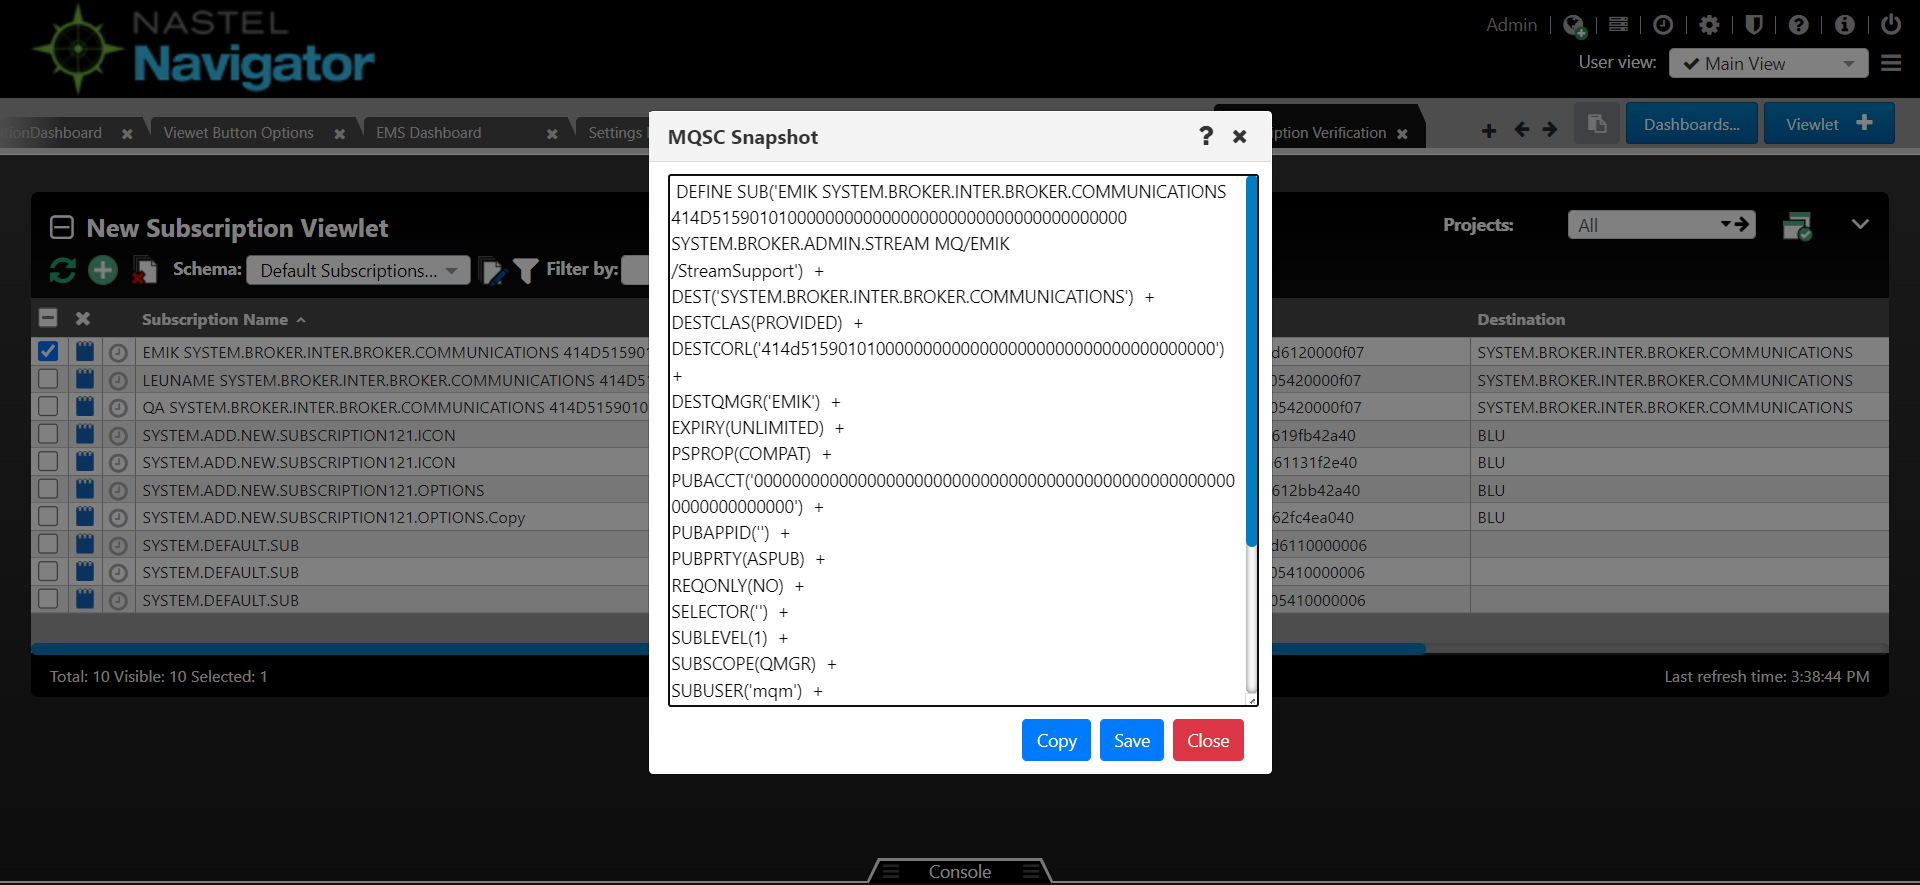 NASTEL
Navigator
Admin
User view:
Main View
ionDashboard
Viewet Button Options
EMS Dashboard
Settings
ption Verification
Dashboards...
Viewlet
New Subscription Viewlet
Projects:
All
Schema:
Default Subscriptions...
Filter by:
Subscription Name
Destination
EMIK SYSTEM.BROKER.INTER.BROKER.COMMUNICATIONS 414D51590
d6120000f07
SYSTEM.BROKER.INTER.BROKER.COMMUNICATIONS
LEUNAME SYSTEM.BROKER.INTER.BROKER.COMMUNICATIONS 414D5
05420000f07
SYSTEM.BROKER.INTER.BROKER.COMMUNICATIONS
QA SYSTEM.BROKER.INTER.BROKER.COMMUNICATIONS 414D5159010
05420000f07
SYSTEM.BROKER.INTER.BROKER.COMMUNICATIONS
SYSTEM.ADD.NEW.SUBSCRIPTION121.ICON
619fb42a40
BLU
SYSTEM.ADD.NEW.SUBSCRIPTION121.ICON
61131f2e40
BLU
SYSTEM.ADD.NEW.SUBSCRIPTION121.OPTIONS
612bb42a40
BLU
SYSTEM.ADD.NEW.SUBSCRIPTION121.OPTIONS.Copy
62fc4ea040
BLU
SYSTEM.DEFAULT.SUB
d6110000006
SYSTEM.DEFAULT.SUB
05410000006
SYSTEM.DEFAULT.SUB
05410000006
Total: 10 Visible: 10 Selected: 1
Last refresh time: 3:38:44 PM
MQSC Snapshot
DEFINE SUB('EMIK SYSTEM.BROKER.INTER.BROKER.COMMUNICATIONS
414D51590101000000000000000000000000000000000000
SYSTEM.BROKER.ADMIN.STREAM MQ/EMIK
/StreamSupport') +
DEST('SYSTEM.BROKER.INTER.BROKER.COMMUNICATIONS') +
DESTCLAS(PROVIDED) +
DESTCORL('414d51590101000000000000000000000000000000000000')
+
DESTQMGR('EMIK') +
EXPIRY(UNLIMITED) +
PSPROP(COMPAT) +
PUBACCT('000000000000000000000000000000000000000000000000000
0000000000000') +
PUBAPPID('') +
PUBPRTY(ASPUB) +
REQONLY(NO) +
SELECTOR('') +
SUBLEVEL(1) +
SUBSCOPE(QMGR) +
SUBUSER('mqm') +
Copy
Save
Close
Console